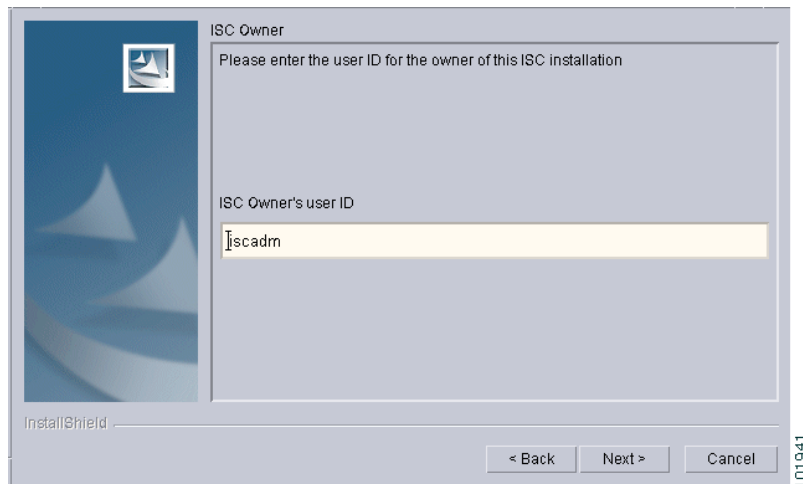 ISC Owner
Please enter the user ID for the owner of this ISC installation
ISC Owner's user ID
iscadm
InstallShield
< Back
Next >
Cancel